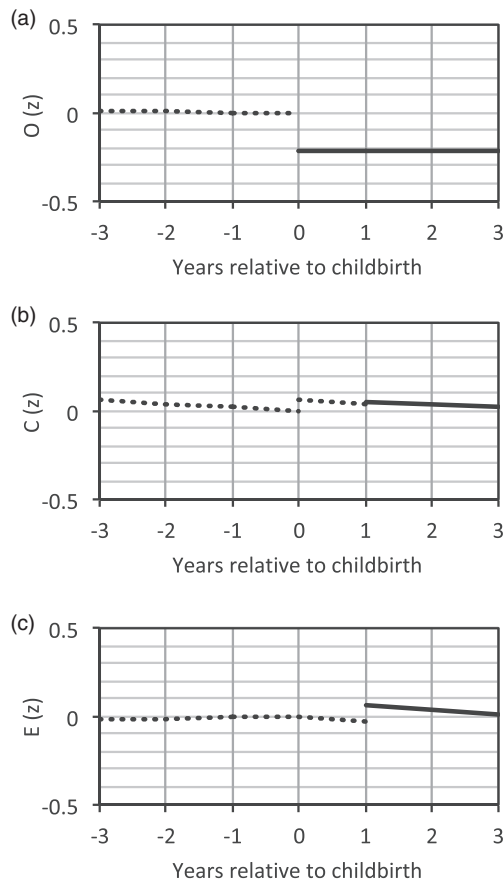 (a)
0.5
0
-0.5
O (z)
-3 -2 -1 0 1 2 3
Years relative to childbirth
(b)
0.5
0
-0.5
C (z)
-3 -2 -1 0 1 2 3
Years relative to childbirth
(c)
0.5
0
-0.5
E (z)
-3 -2 -1 0 1 2 3
Years relative to childbirth